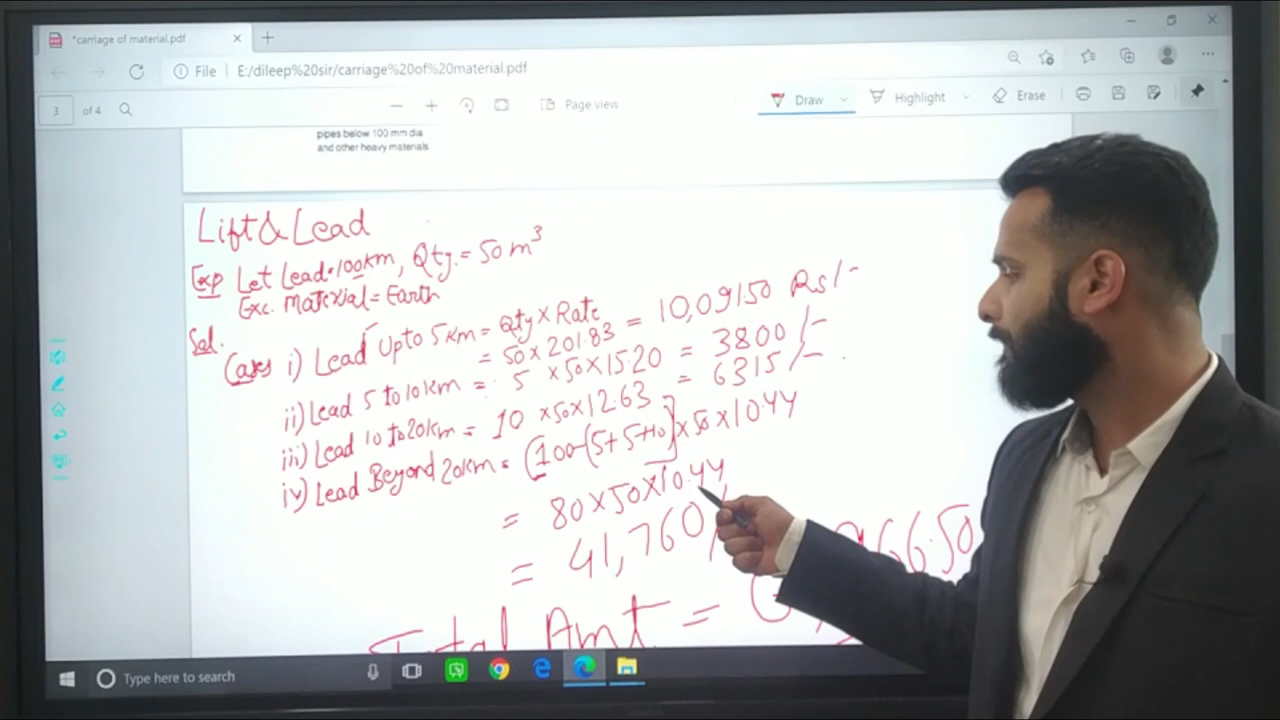 *carriage of material.pdf
File E:/dileep%20sir/carriage%20of%20material.pdf
3 of 4 Page view Draw Highlight Erase
pipes below 100 mm dia
and other heavy materials
Lift & Lead
Exp Let Lead=100km, Qty.= 50 m³
Exc. Material= Earth
Sol.
Cases i) Lead upto 5km = Qty × Rate
= 50×201.83 = 10,09150 Rs/-
ii) Lead 5 to 10 km = 5 ×50×15.20 = 3800/-
iii) Lead 10 to 20km = 10 ×50×12.63 = 6315/-
iv) Lead Beyond 20km = [100-(5+5+10)]×50×10.44
= 80×50×10.44
= 41,760/
Total Amt = 966.50
Type here to search